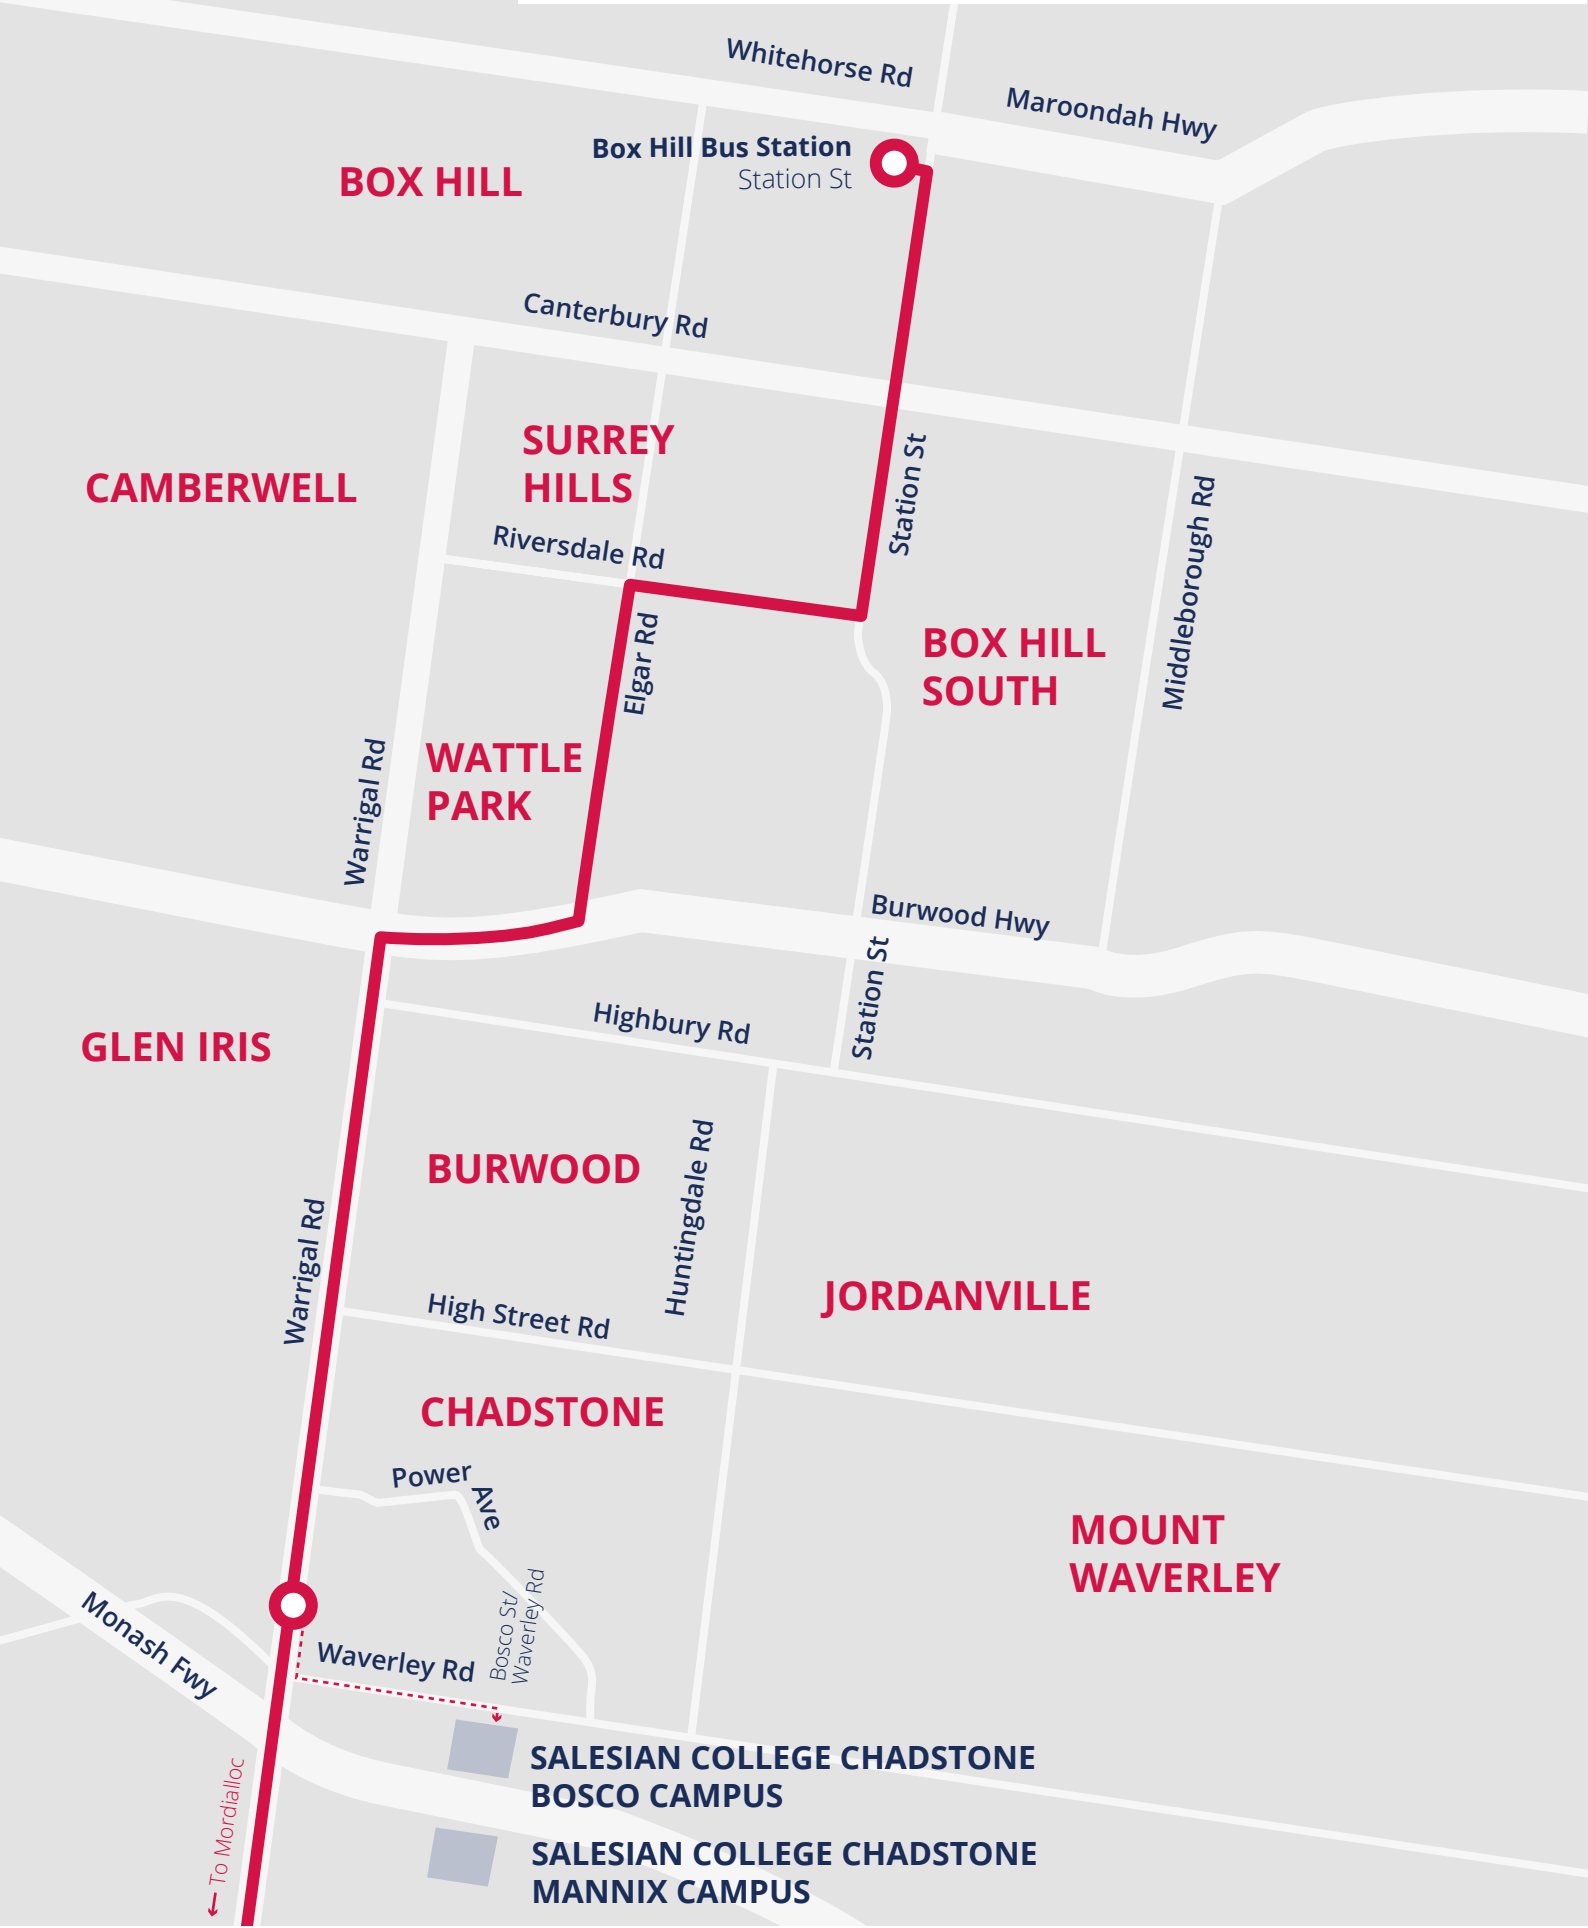 Whitehorse Rd
Maroondah Hwy
Box Hill Bus Station
Station St
BOX HILL
Canterbury Rd
SURREY
HILLS
CAMBERWELL
Station St
Middleborough Rd
Riversdale Rd
Elgar Rd
BOX HILL
SOUTH
WATTLE
PARK
Warrigal Rd
Burwood Hwy
Station St
Highbury Rd
GLEN IRIS
BURWOOD
Huntingdale Rd
Warrigal Rd
JORDANVILLE
High Street Rd
CHADSTONE
Power Ave
MOUNT
WAVERLEY
Bosco St/
Waverley Rd
Monash Fwy
Waverley Rd
SALESIAN COLLEGE CHADSTONE
BOSCO CAMPUS
To Mordialloc
SALESIAN COLLEGE CHADSTONE
MANNIX CAMPUS